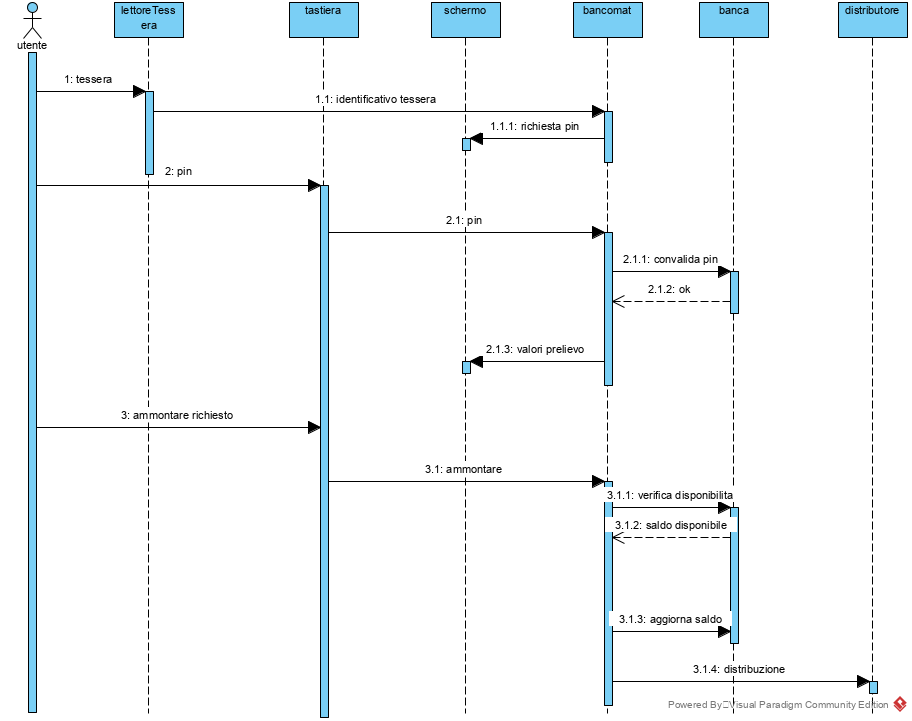 lettoreTess
era
tastiera
schermo
bancomat
banca
distributore
utente
1: tessera
1.1: identificativo tessera
1.1.1: richiesta pin
2: pin
2.1: pin
2.1.1: convalida pin
2.1.2: ok
2.1.3: valori prelievo
3: ammontare richiesto
3.1: ammontare
3.1.1: verifica disponibilita
3.1.2: saldo disponibile
3.1.3: aggiorna saldo
3.1.4: distribuzione
Powered By Visual Paradigm Community Edition